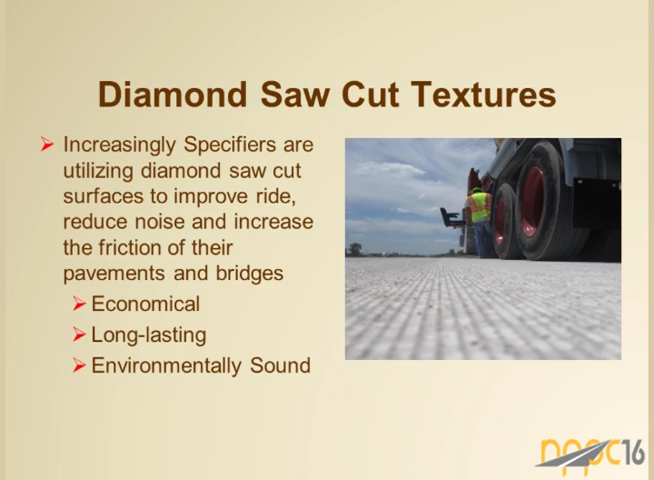 Diamond Saw Cut Textures
Increasingly Specifiers are
utilizing diamond saw cut
surfaces to improve ride,
reduce noise and increase
the friction of their
pavements and bridges
Economical
Long-lasting
Environmentally Sound
nppc16